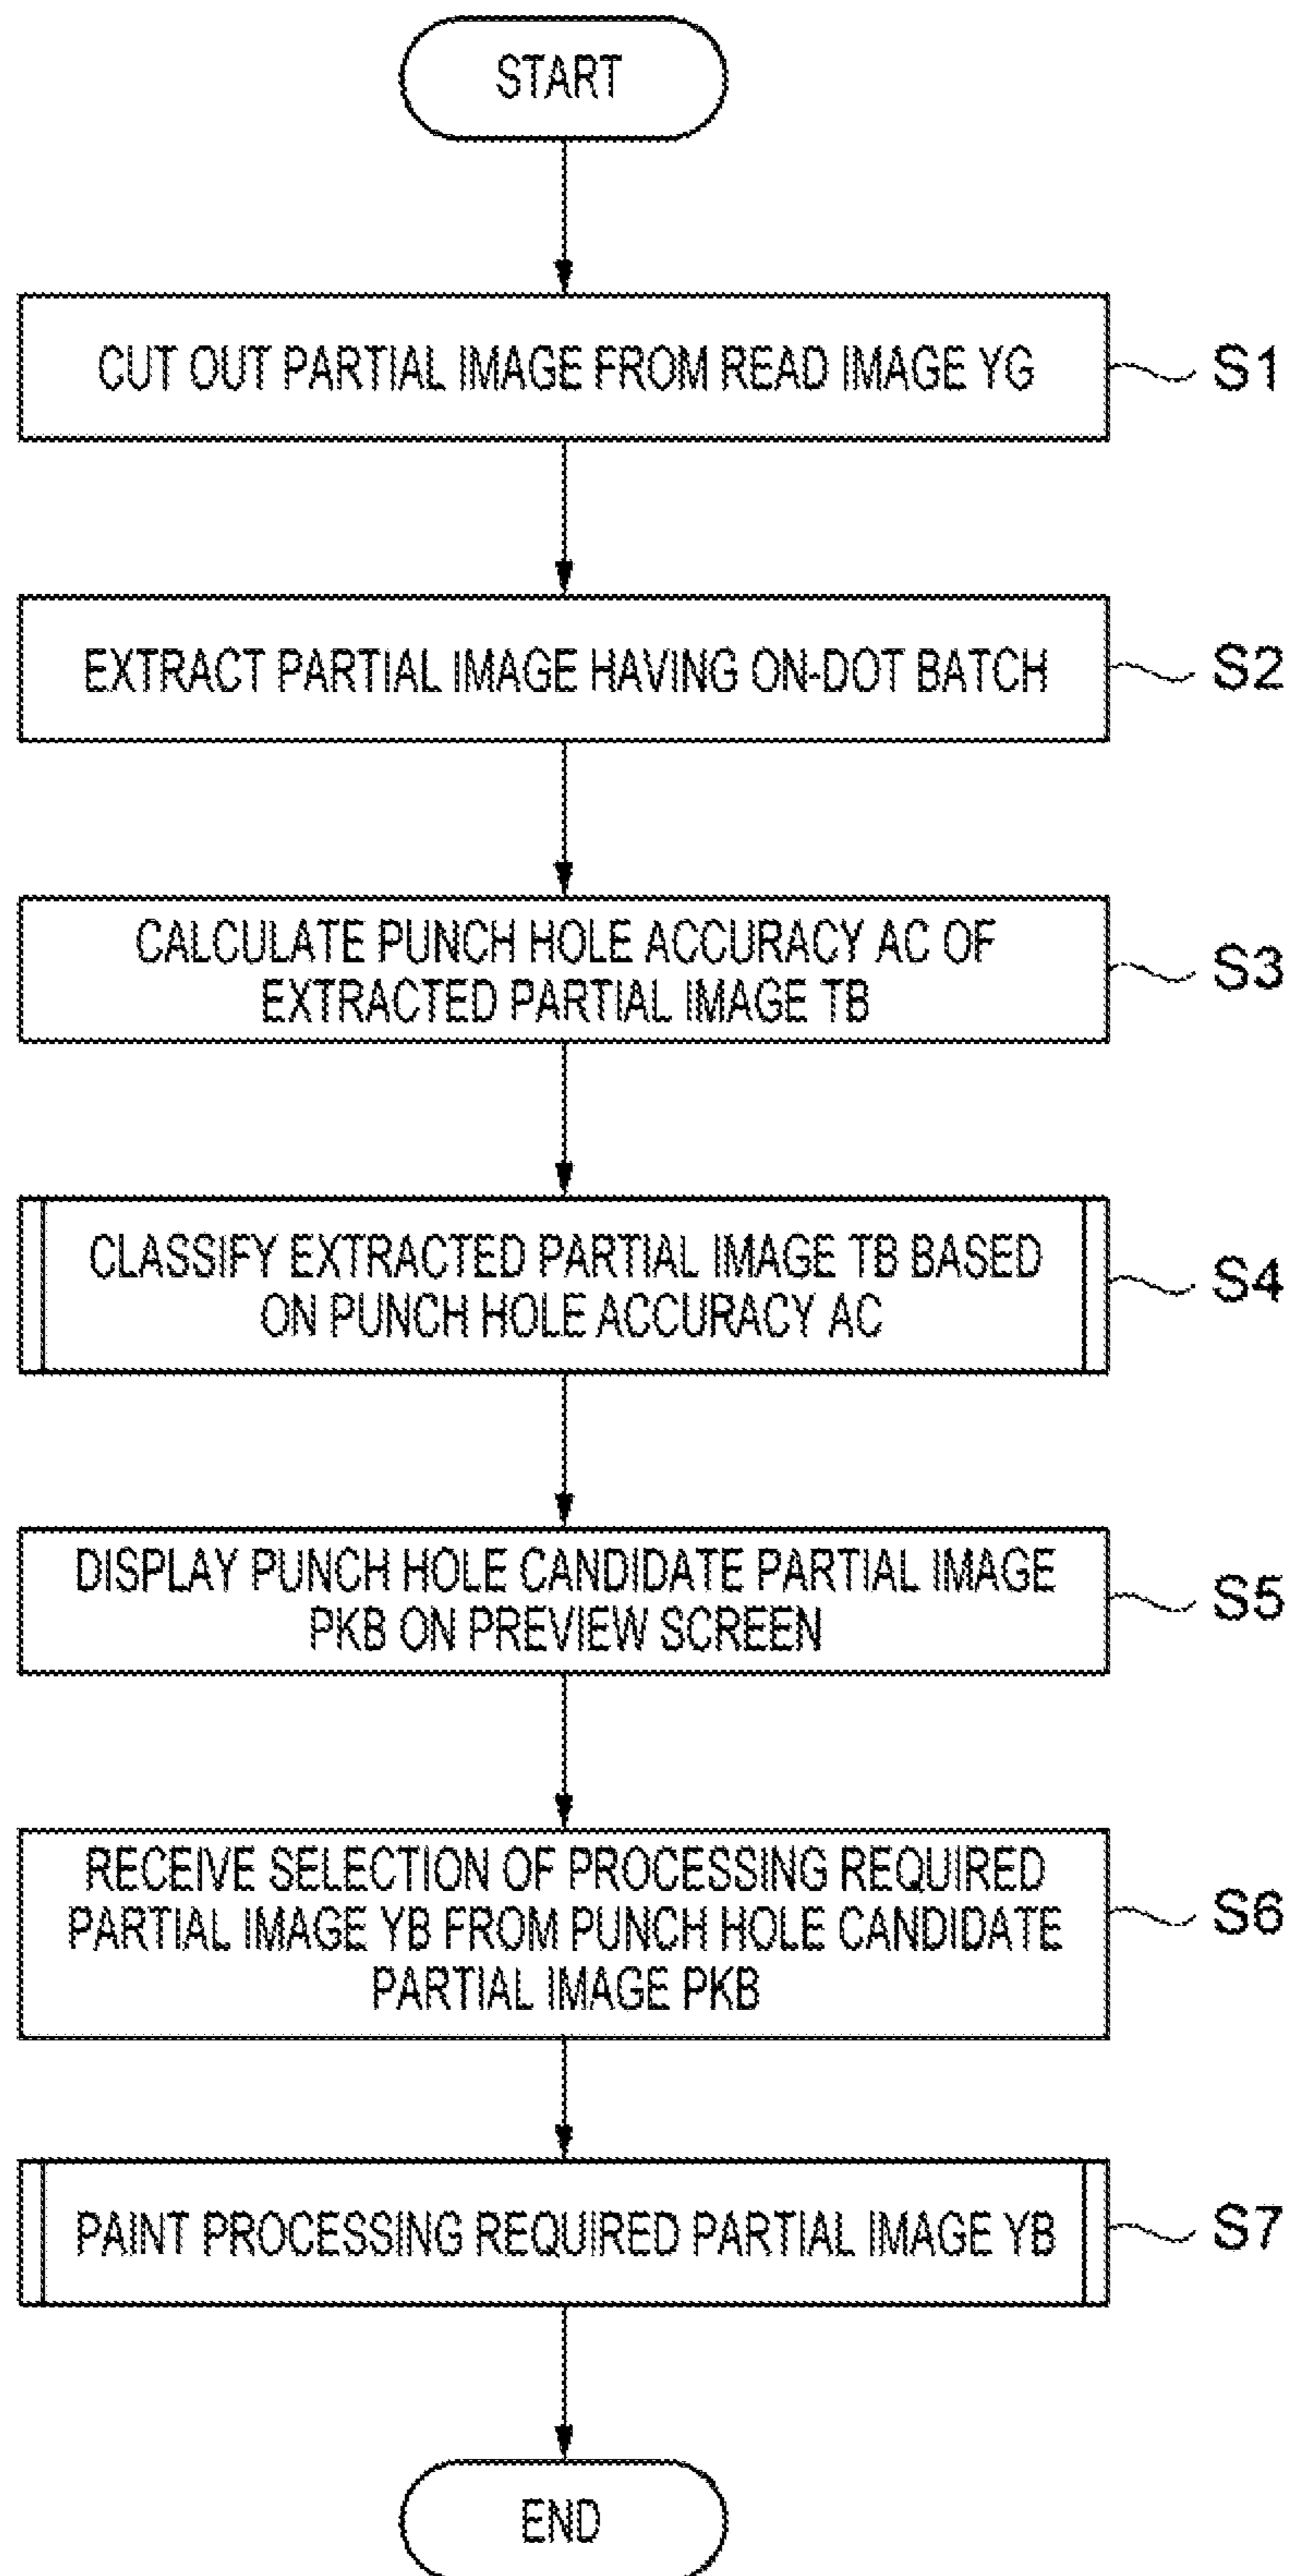 START
CUT OUT PARTIAL IMAGE FROM READ IMAGE YG
S1
EXTRACT PARTIAL IMAGE HAVING ON-DOT BATCH
S2
CALCULATE PUNCH HOLE ACCURACY AC OF
EXTRACTED PARTIAL IMAGE TB
S3
CLASSIFY EXTRACTED PARTIAL IMAGE TB BASED
ON PUNCH HOLE ACCURACY AC
S4
DISPLAY PUNCH HOLE CANDIDATE PARTIAL IMAGE
PKB ON PREVIEW SCREEN
S5
RECEIVE SELECTION OF PROCESSING REQUIRED
PARTIAL IMAGE YB FROM PUNCH HOLE CANDIDATE
PARTIAL IMAGE PKB
S6
PAINT PROCESSING REQUIRED PARTIAL IMAGE YB
S7
END